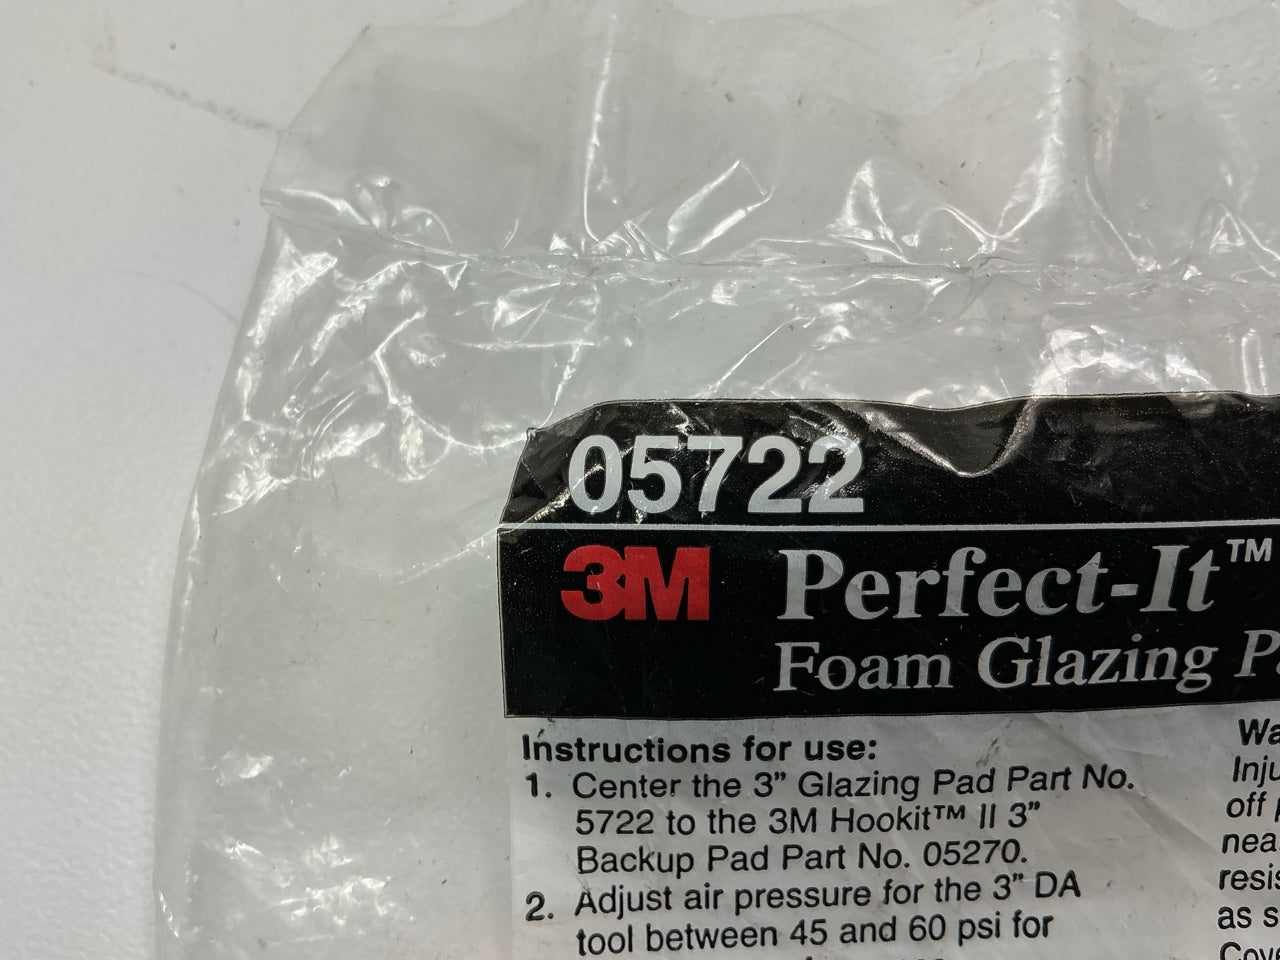 05722
3M Perfect-It™
Foam Glazing
Instructions for use:
1. Center the 3” Glazing Pad Part No.
5722 to the 3M Hookit™ II 3”
Backup Pad Part No. 05270.
2. Adjust air pressure for the 3” DA
tool between 45 and 60 psi for
off
as